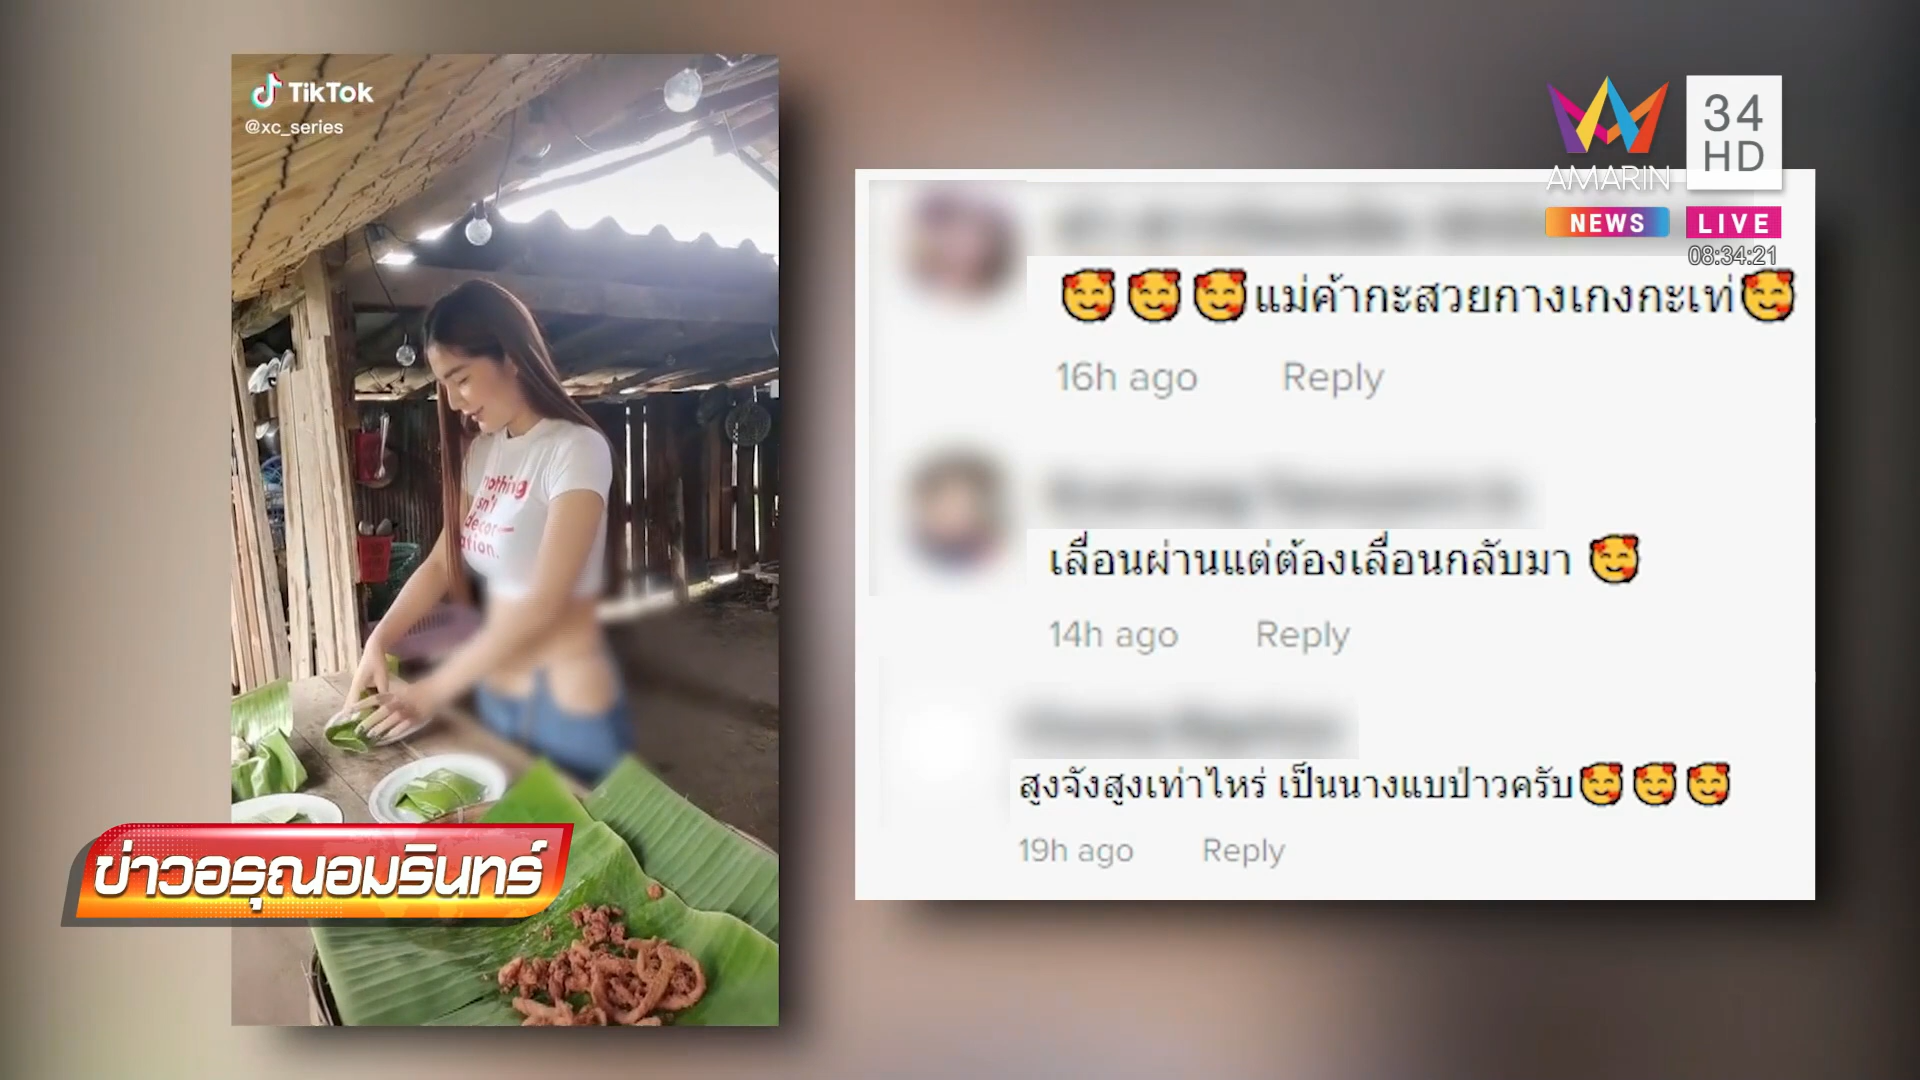 TikTok
@xc_series
nothing
isn't
decor—
ation.
AMARIN
34
HD
NEWS
LIVE
08:34:21
🥰🥰🥰แม่ค้ากะสวยกางเกงกะเท่🥰
16h ago Reply
เลื่อนผ่านแต่ต้องเลื่อนกลับมา 🥰
14h ago Reply
สูงจังสูงเท่าไหร่ เป็นนางแบป่าวครับ🥰🥰🥰
19h ago Reply
ข่าวอรุณอมรินทร์